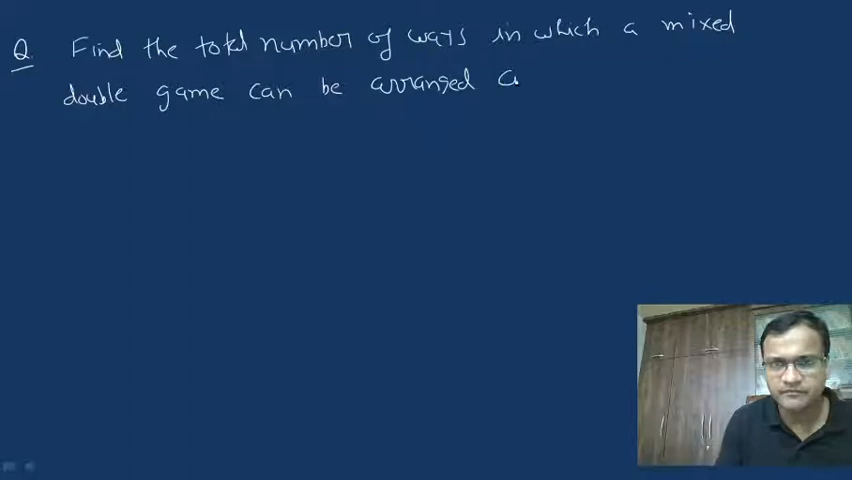 Q Find the total number of ways in which a mixed
double game can be arranged a